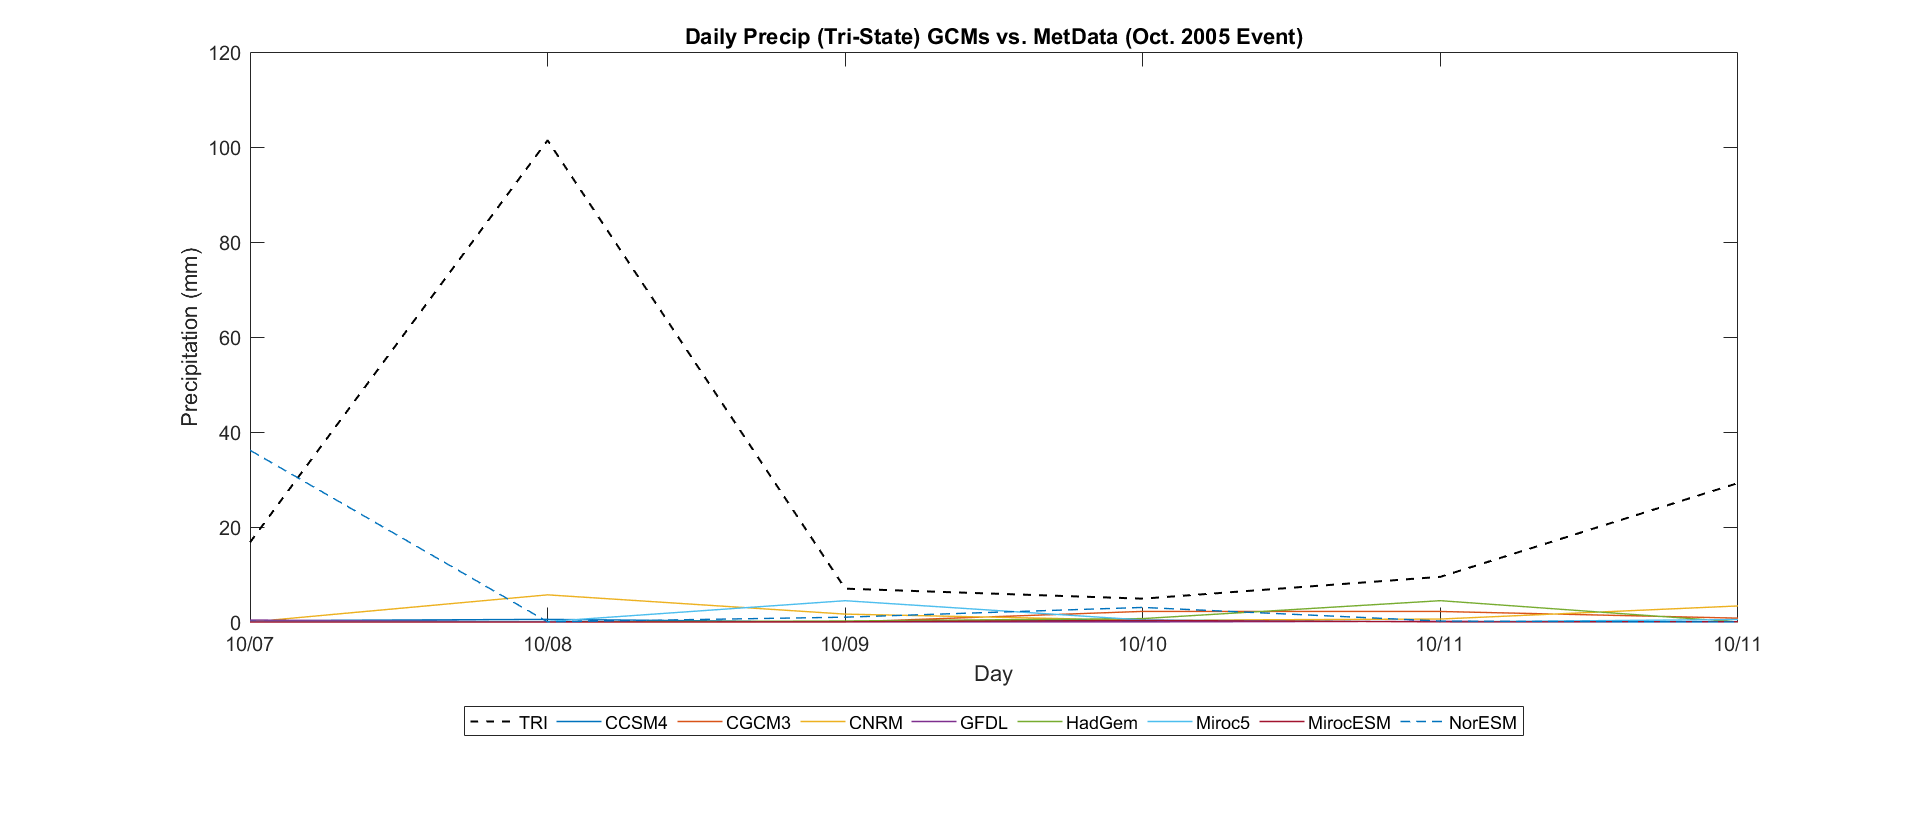 Daily Precip (Tri-State) GCMs vs. MetData (Oct. 2005 Event)
120
100
80
60
40
20
0
Precipitation (mm)
10/07 10/08 10/09 10/10 10/11 10/11
Day
TRI CCSM4 CGCM3 CNRM GFDL HadGem Miroc5 MirocESM NorESM